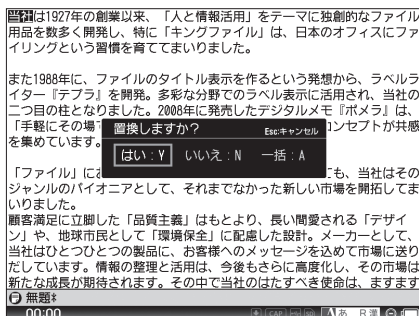 当社は1927年の創業以来、「人と情報活用」をテーマに独創的なファイル
用品を数多く開発し、特に「キングファイル」は、日本のオフィスにファ
イリングという習慣を育ててまいりました。
また1988年に、ファイルのタイトル表示を作るという発想から、ラベルラ
イター『テプラ』を開発。多彩な分野でのラベル表示に活用され、当社の
二つ目の柱となりました。2008年に発売したデジタルメモ『ポメラ』は、
「手軽にその場で
コンセプトが共感
を集めています。
置換しますか？ Esc:キャンセル
はい：Y いいえ：N 一括：A
「ファイル」に
ても、当社はその
ジャンルのパイオニアとして、それまでなかった新しい市場を開拓してま
いりました。
顧客満足に立脚した「品質主義」はもとより、長い間愛される「デザイ
ン」や、地球市民として「環境保全」に配慮した設計。メーカーとして、
当社はひとつひとつの製品に、お客様へのメッセージを込めて市場に送り
だしています。情報の整理と活用は、今後もさらに高度化し、その市場は
新たな成長が期待されます。その中で当社のはたすべき使命は、ますます
無題*
00:00 CAP A あ R 漢